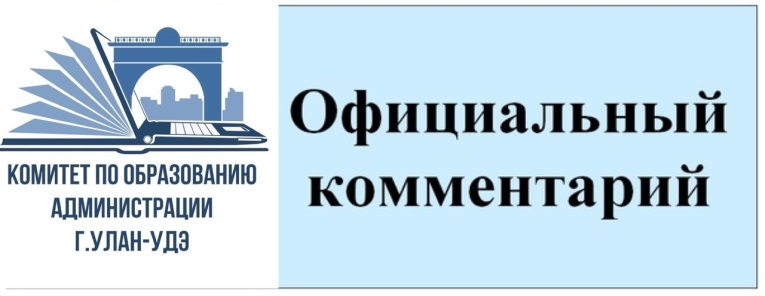 КОМИТЕТ ПО ОБРАЗОВАНИЮ
АДМИНИСТРАЦИИ
Г.УЛАН-УДЭ
Официальный
комментарий